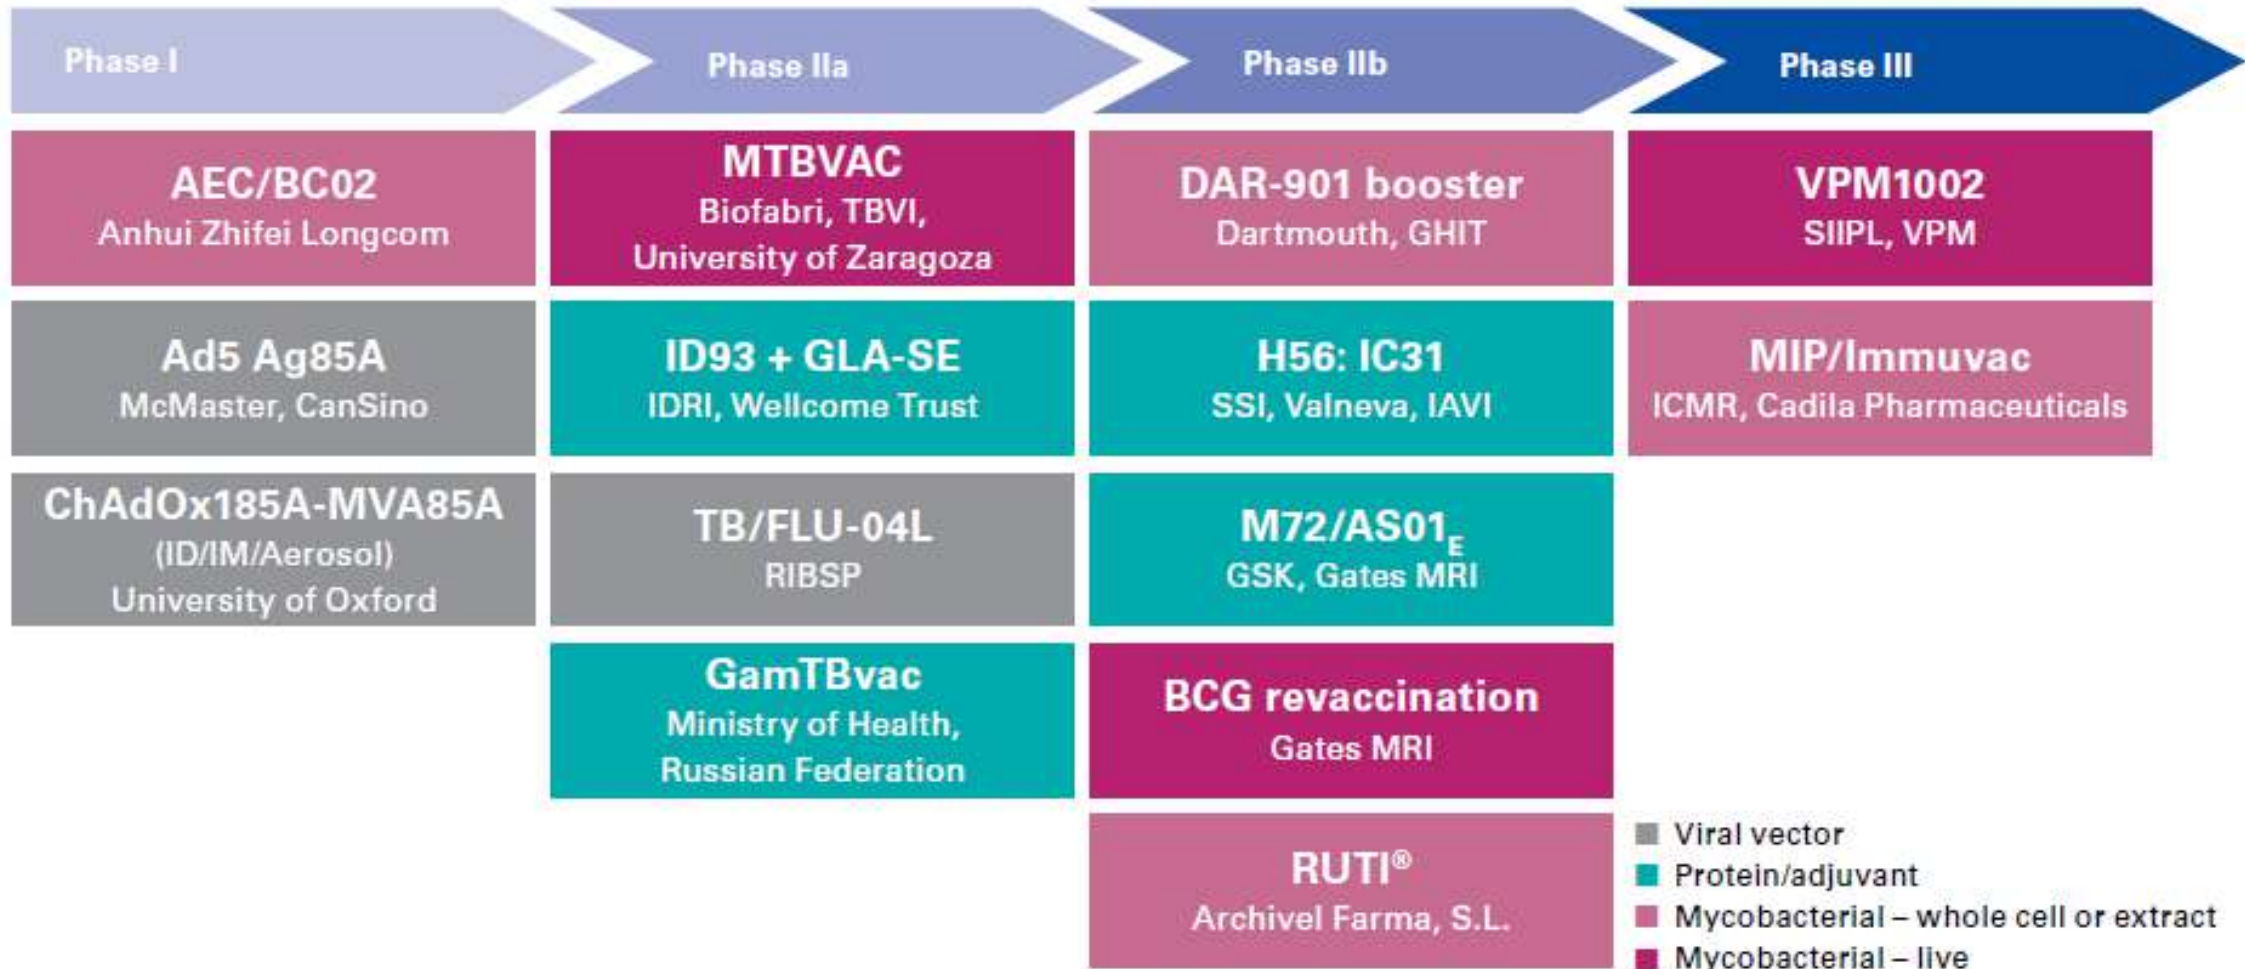 Phase I
Phase IIa
Phase IIb
Phase III
AEC/BC02
Anhui Zhifei Longcom
MTBVAC
Biofabri, TBVI,
University of Zaragoza
DAR-901 booster
Dartmouth, GHIT
VPM1002
SIIPL, VPM
Ad5 Ag85A
McMaster, CanSino
ID93 + GLA-SE
IDRI, Wellcome Trust
H56: IC31
SSI, Valneva, IAVI
MIP/Immuvac
ICMR, Cadila Pharmaceuticals
ChAdOx185A-MVA85A
(ID/IM/Aerosol)
University of Oxford
TB/FLU-04L
RIBSP
M72/AS01E
GSK, Gates MRI
GamTBvac
Ministry of Health,
Russian Federation
BCG revaccination
Gates MRI
RUTI®
Archivel Farma, S.L.
Viral vector
Protein/adjuvant
Mycobacterial – whole cell or extract
Mycobacterial – live